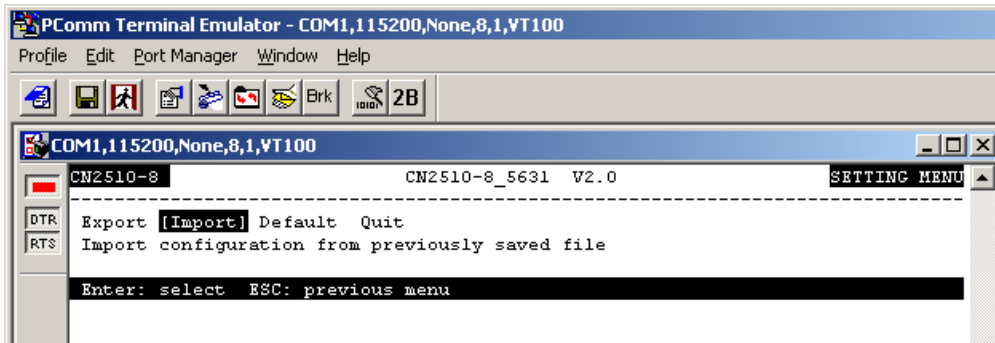 PComm Terminal Emulator - COM1,115200,None,8,1,VT100
Profile Edit Port Manager Window Help
Brk 2B
COM1,115200,None,8,1,VT100
CN2510-8 CN2510-8_5631 V2.0 SETTING MENU
--------------------------------------------------------------------------------
DTR Export [Import] Default Quit
RTS Import configuration from previously saved file
Enter: select ESC: previous menu